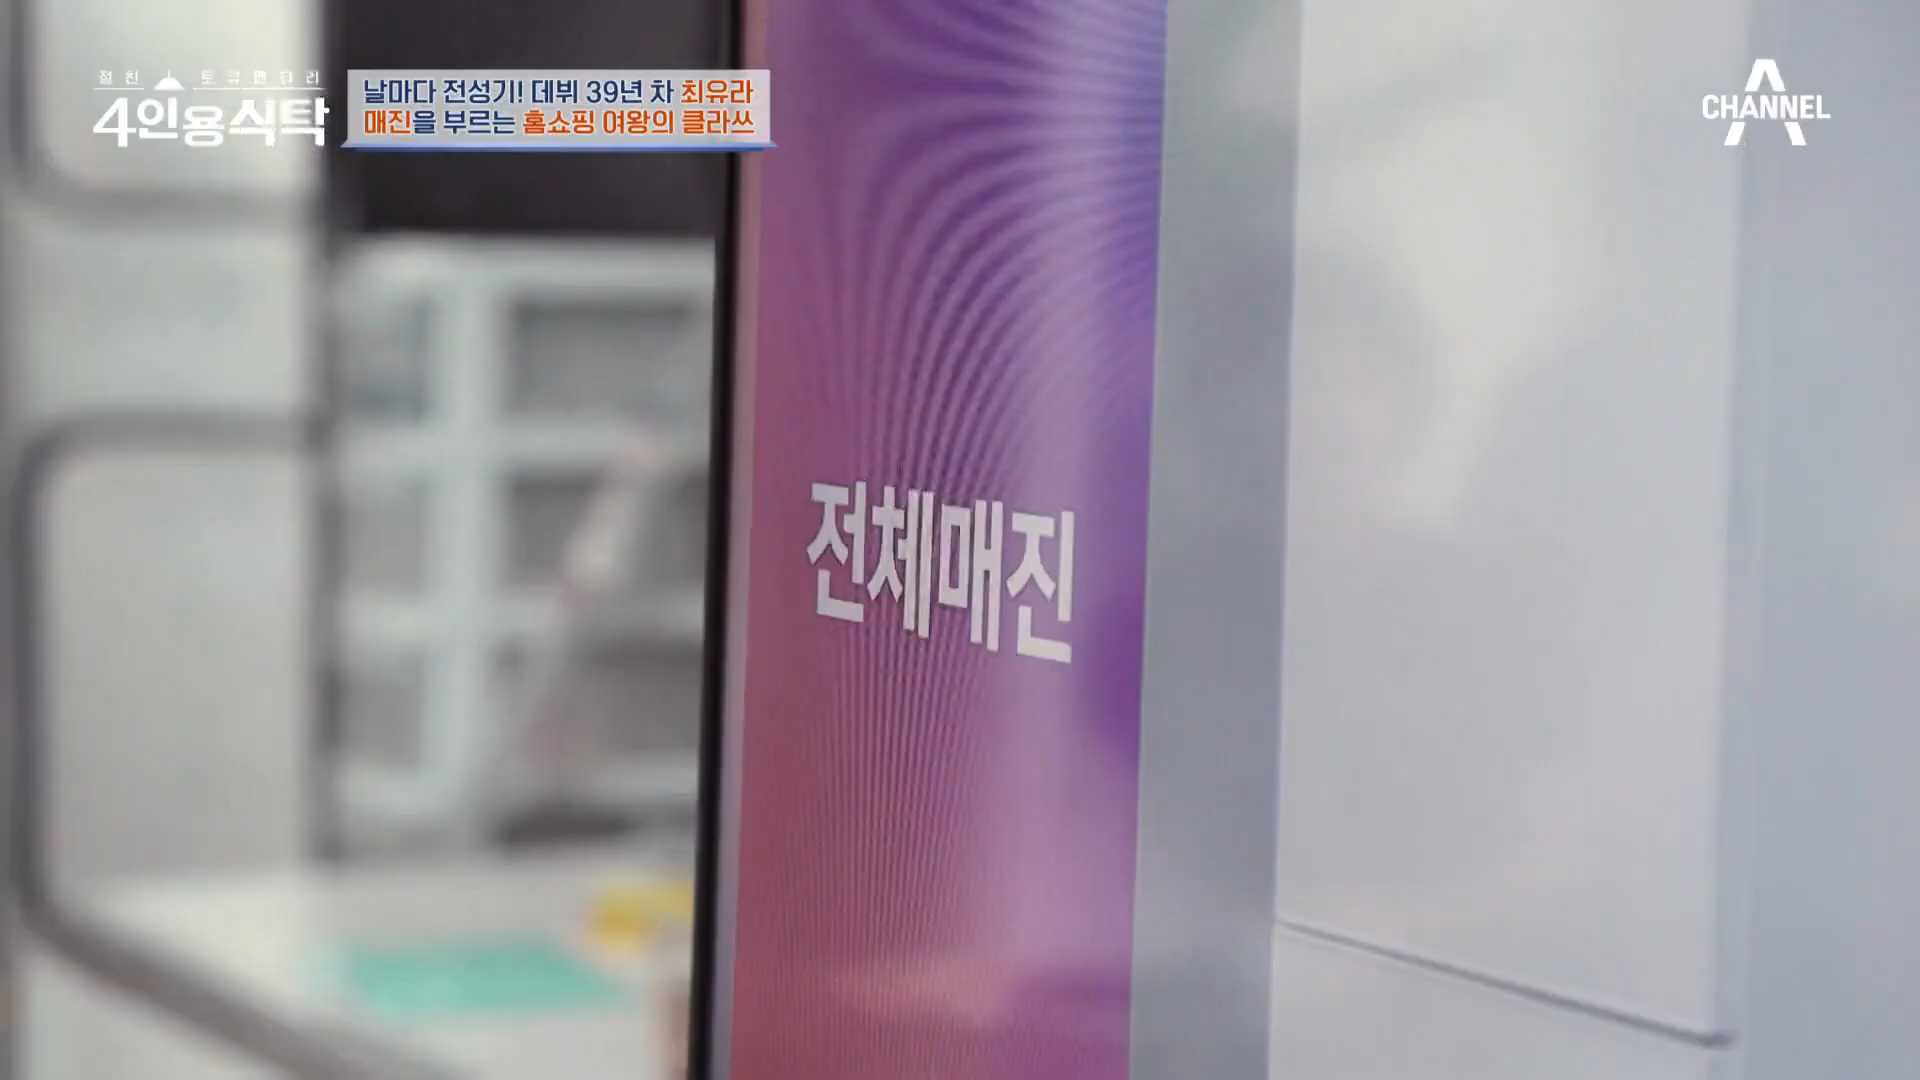 절친 토큐멘터리
4인용식탁
날마다 전성기! 데뷔 39년 차 최유라
매진을 부르는 홈쇼핑 여왕의 클라쓰
CHANNEL A
전체매진